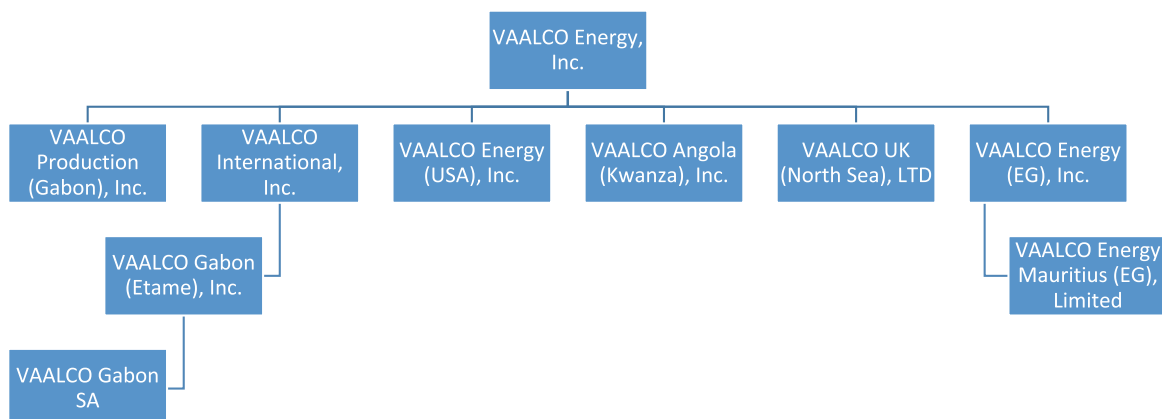 VAALCO Energy,
Inc.
VAALCO
Production
(Gabon), Inc.
VAALCO
International,
Inc.
VAALCO Energy
(USA), Inc.
VAALCO Angola
(Kwanza), Inc.
VAALCO UK
(North Sea), LTD
VAALCO Energy
(EG), Inc.
VAALCO Gabon
(Etame), Inc.
VAALCO Energy
Mauritius (EG),
Limited
VAALCO Gabon
SA